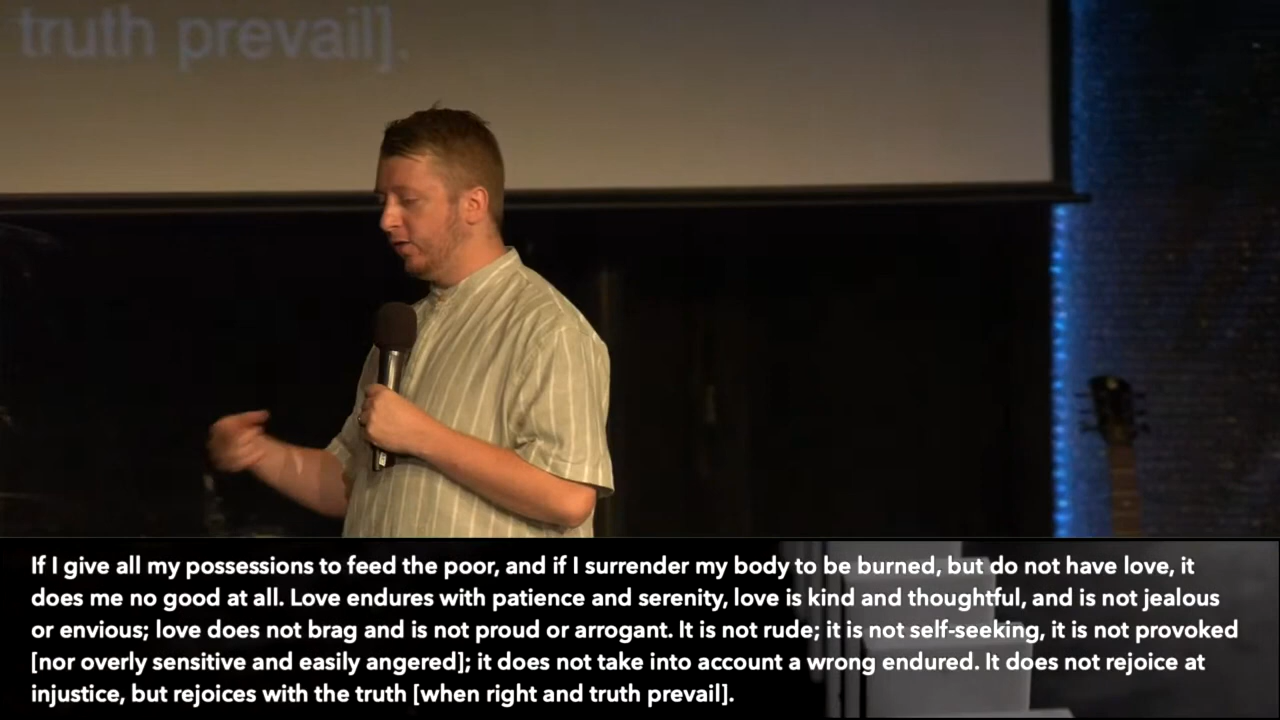 truth prevail].
If I give all my possessions to feed the poor, and if I surrender my body to be burned, but do not have love, it
does me no good at all. Love endures with patience and serenity, love is kind and thoughtful, and is not jealous
or envious; love does not brag and is not proud or arrogant. It is not rude; it is not self-seeking, it is not provoked
[nor overly sensitive and easily angered]; it does not take into account a wrong endured. It does not rejoice at
injustice, but rejoices with the truth [when right and truth prevail].